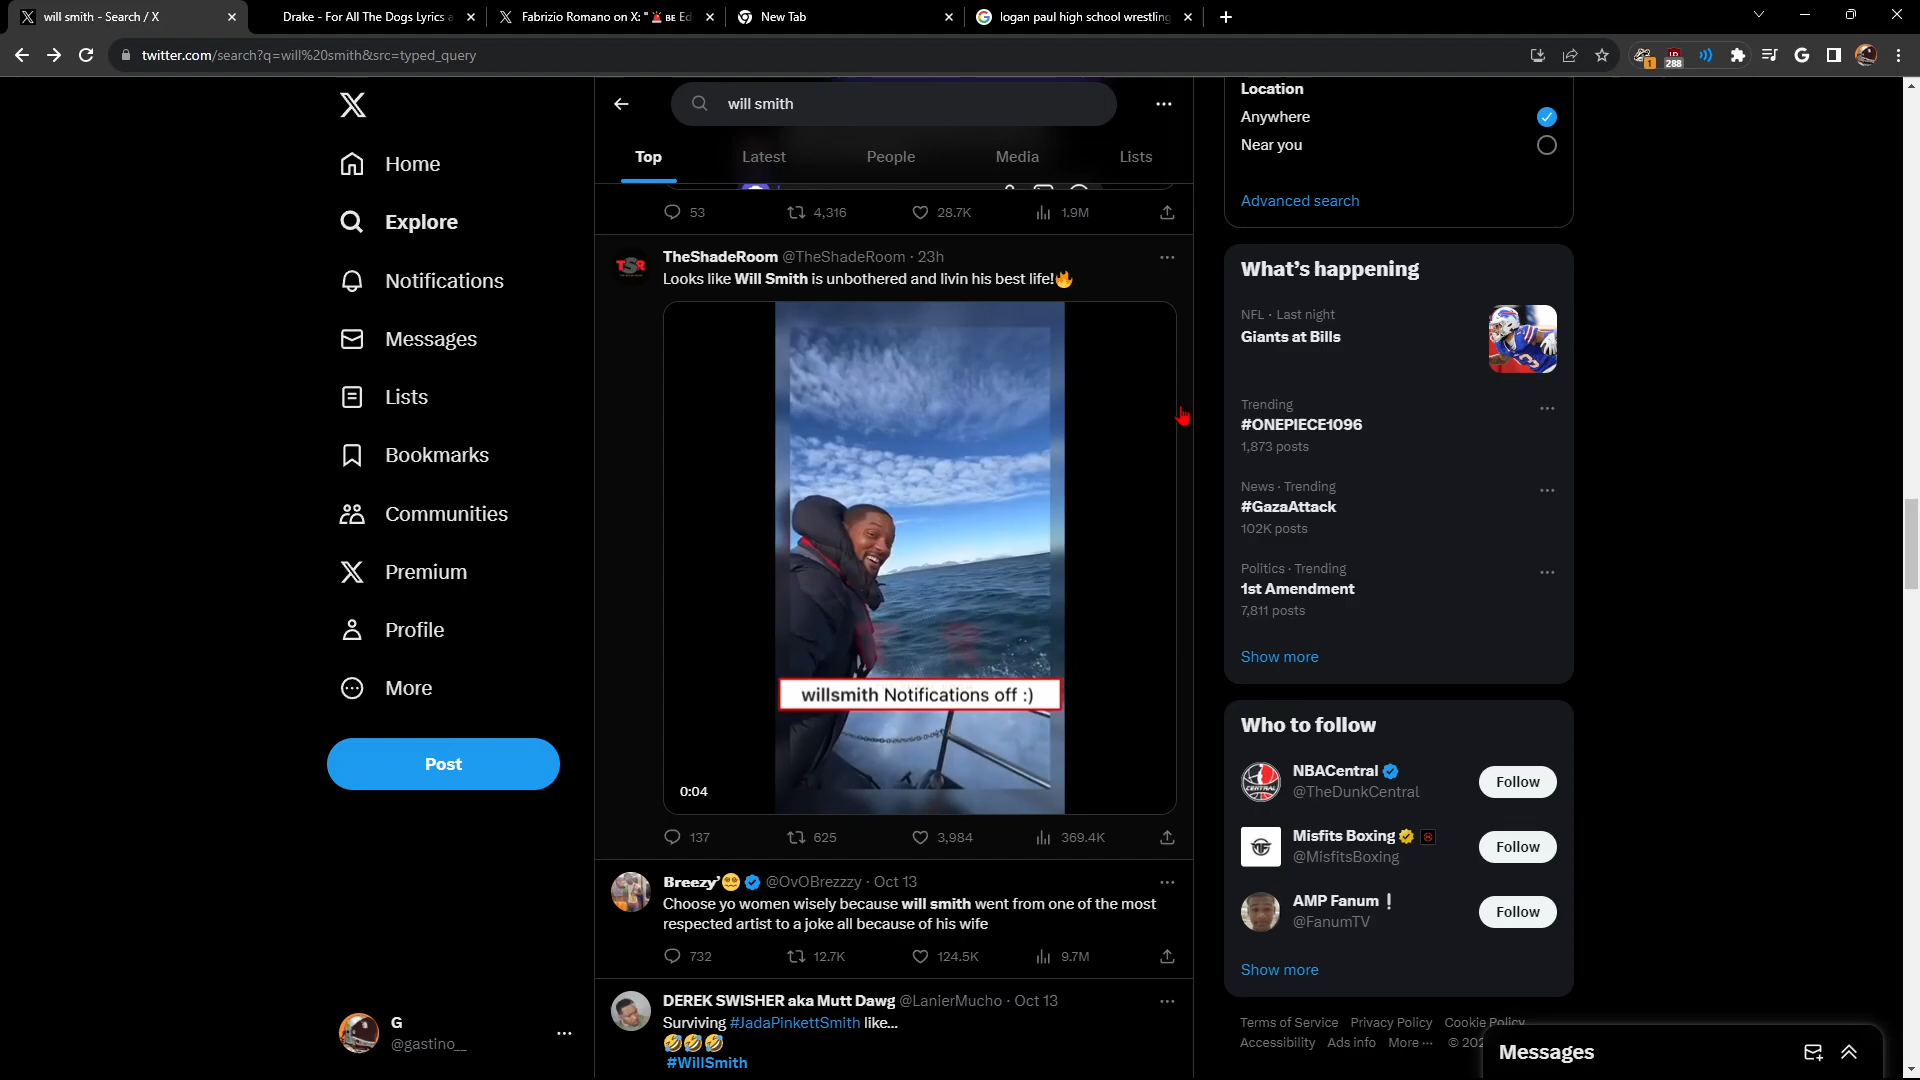 will smith - Search / X
Drake - For All The Dogs Lyrics a
Fabrizio Romano on X: "🚨 BE Ed
New Tab
logan paul high school wrestling
twitter.com/search?q=will%20smith&src=typed_query
1
288
Home
Explore
Notifications
Messages
Lists
Bookmarks
Communities
Premium
Profile
More
Post
G
@gastino__
will smith
Top
Latest
People
Media
Lists
53
4,316
28.7K
1.9M
TSR
TheShadeRoom @TheShadeRoom · 23h
Looks like Will Smith is unbothered and livin his best life!🔥
willsmith Notifications off :)
0:04
137
625
3,984
369.4K
Breezy'😵‍💫 @OvOBrezzzy · Oct 13
Choose yo women wisely because will smith went from one of the most
respected artist to a joke all because of his wife
732
12.7K
124.5K
9.7M
DEREK SWISHER aka Mutt Dawg @LanierMucho · Oct 13
Surviving #JadaPinkettSmith like...
🤣🤣🤣
#WillSmith
Location
Anywhere
Near you
Advanced search
What's happening
NFL · Last night
Giants at Bills
Trending
#ONEPIECE1096
1,873 posts
News · Trending
#GazaAttack
102K posts
Politics · Trending
1st Amendment
7,811 posts
Show more
Who to follow
NBACentral
@TheDunkCentral
Follow
Misfits Boxing
@MisfitsBoxing
Follow
AMP Fanum❗
@FanumTV
Follow
Show more
Terms of Service Privacy Policy Cookie Policy
Accessibility Ads info More ··· © 202
Messages